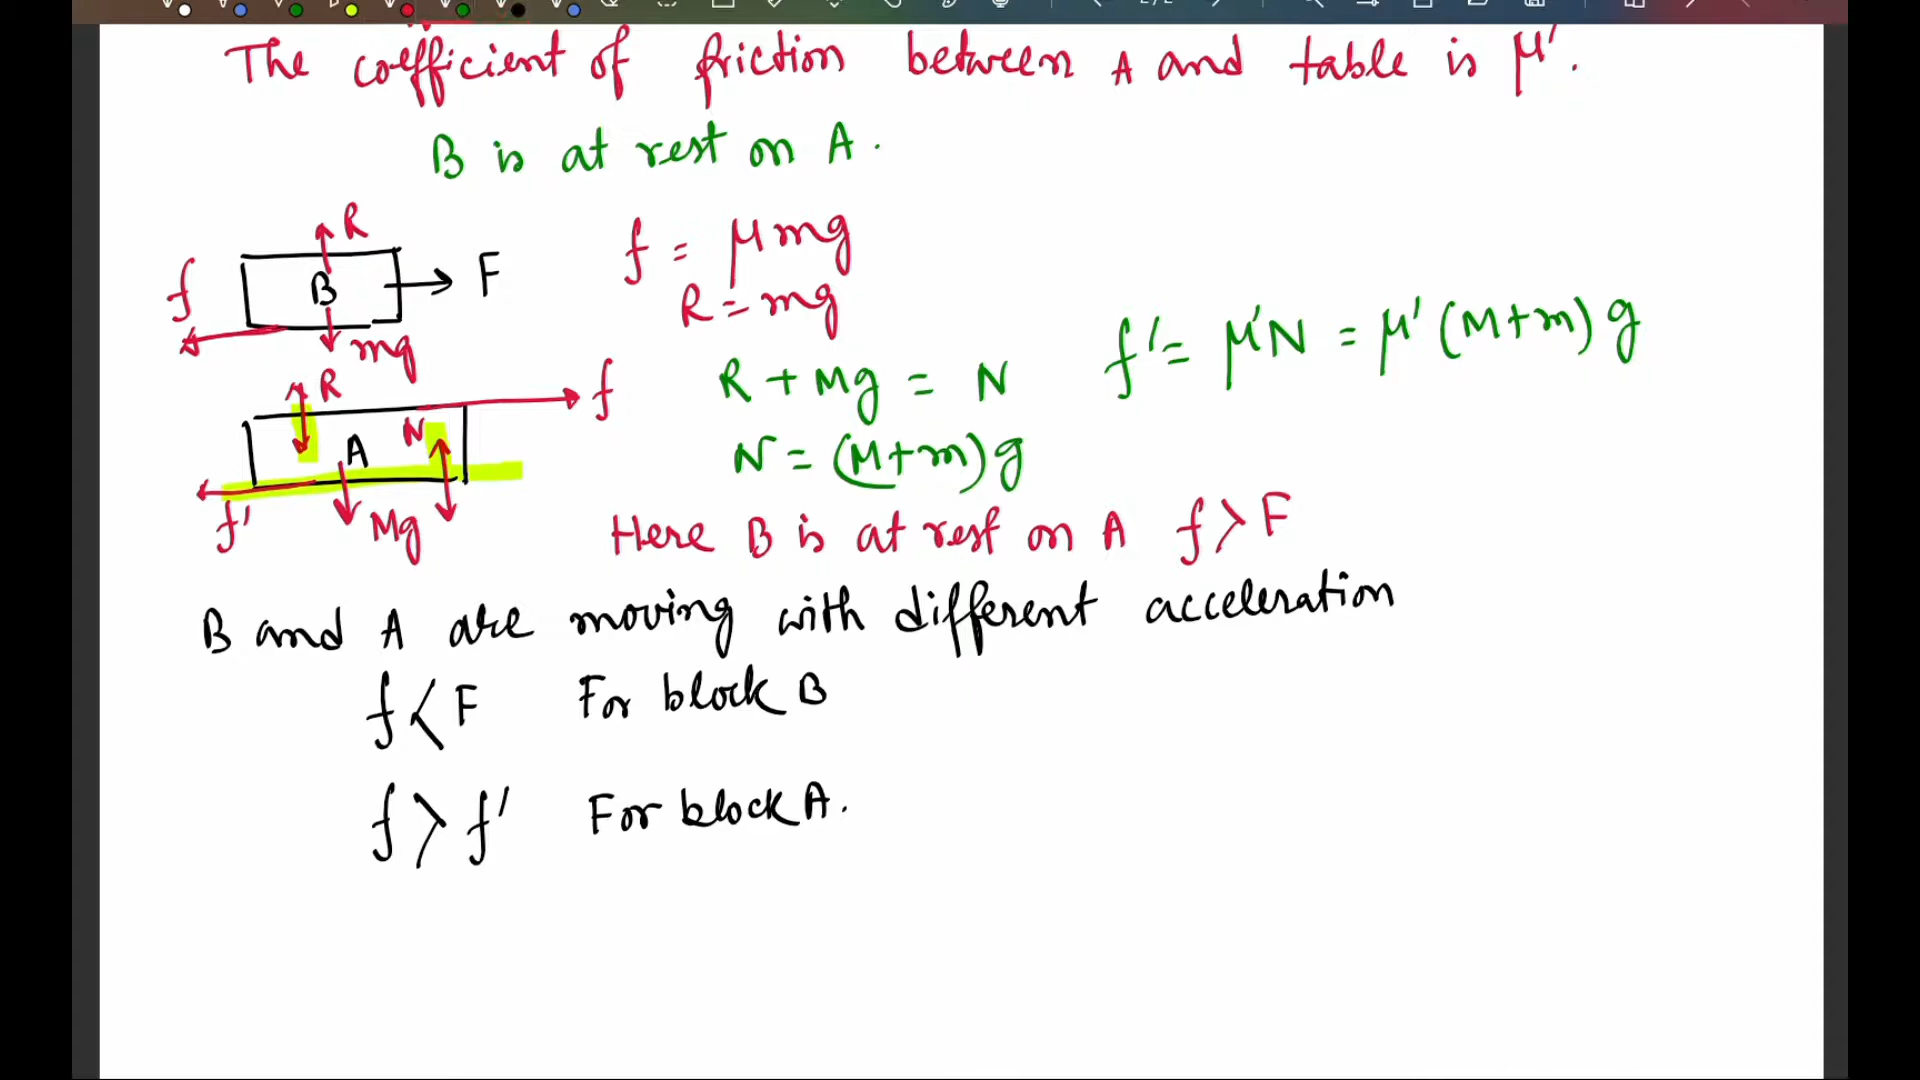 The coefficient of friction between A and table is μ'.
B is at rest on A.
R
f
B
F
mg
f = μmg
R = mg
R
f
A
N
f'
Mg
R + Mg = N
f' = μ'N = μ'(M+m)g
N = (M+m)g
Here B is at rest on A f > F
B and A are moving with different acceleration
f < F For block B
f > f' For block A.